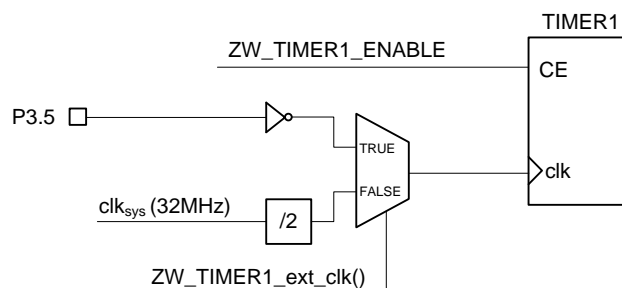 TIMER1
ZW_TIMER1_ENABLE
CE
P3.5
TRUE
clk
FALSE
clksys (32MHz)
/2
ZW_TIMER1_ext_clk()